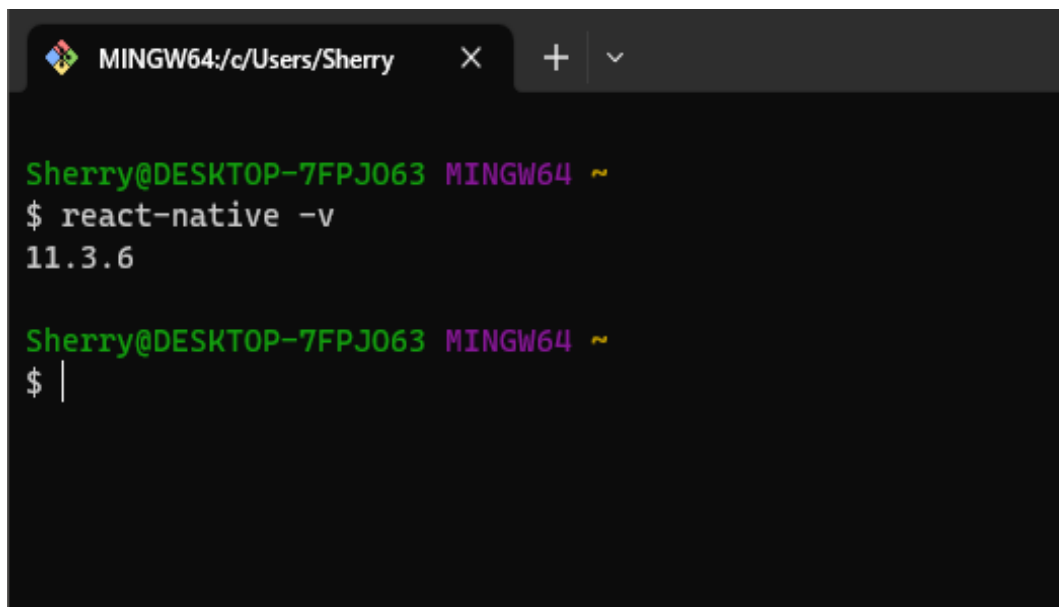 MINGW64:/c/Users/Sherry
Sherry@DESKTOP-7FPJO63 MINGW64 ~
$ react-native -v
11.3.6
Sherry@DESKTOP-7FPJO63 MINGW64 ~
$